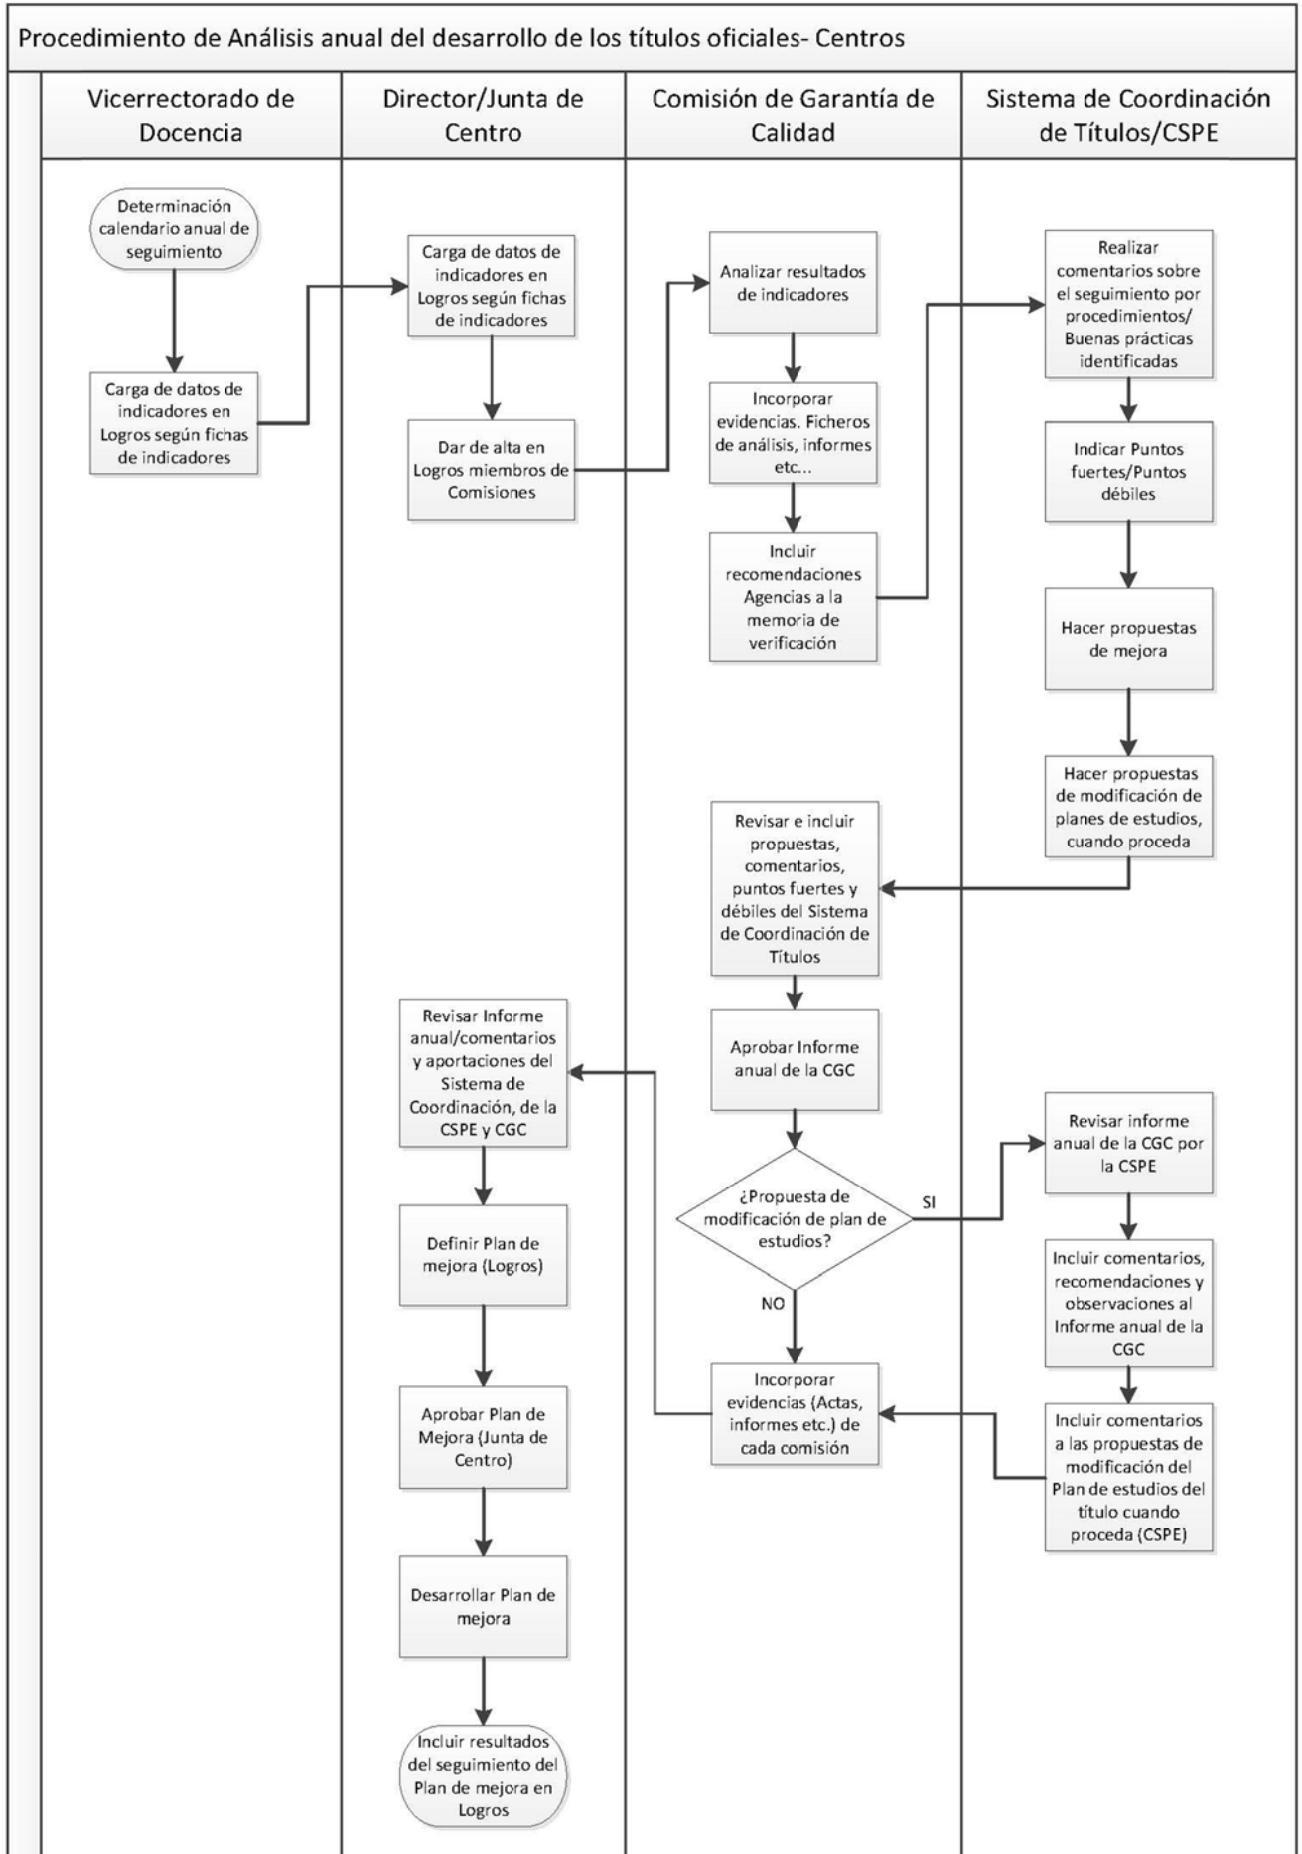 Procedimiento de Análisis anual del desarrollo de los títulos oficiales- Centros
Vicerrectorado de
Docencia
Director/Junta de
Centro
Comisión de Garantía de
Calidad
Sistema de Coordinación
de Títulos/CSPE
Determinación
calendario anual de
seguimiento
Carga de datos de
indicadores en
Logros según fichas
de indicadores
Carga de datos de
indicadores en
Logros según fichas
de indicadores
Dar de alta en
Logros miembros de
Comisiones
Analizar resultados
de indicadores
Incorporar
evidencias. Ficheros
de análisis, informes
etc...
Incluir
recomendaciones
Agencias a la
memoria de
verificación
Realizar
comentarios sobre
el seguimiento por
procedimientos/
Buenas prácticas
identificadas
Indicar Puntos
fuertes/Puntos
débiles
Hacer propuestas
de mejora
Hacer propuestas
de modificación de
planes de estudios,
cuando proceda
Revisar e incluir
propuestas,
comentarios,
puntos fuertes y
débiles del Sistema
de Coordinación de
Títulos
Aprobar Informe
anual de la CGC
¿Propuesta de
modificación de plan de
estudios?
SI
NO
Revisar informe
anual de la CGC por
la CSPE
Incluir comentarios,
recomendaciones y
observaciones al
Informe anual de la
CGC
Incluir comentarios
a las propuestas de
modificación del
Plan de estudios del
título cuando
proceda (CSPE)
Incorporar
evidencias (Actas,
informes etc.) de
cada comisión
Revisar Informe
anual/comentarios
y aportaciones del
Sistema de
Coordinación, de la
CSPE y CGC
Definir Plan de
mejora (Logros)
Aprobar Plan de
Mejora (Junta de
Centro)
Desarrollar Plan de
mejora
Incluir resultados
del seguimiento del
Plan de mejora en
Logros